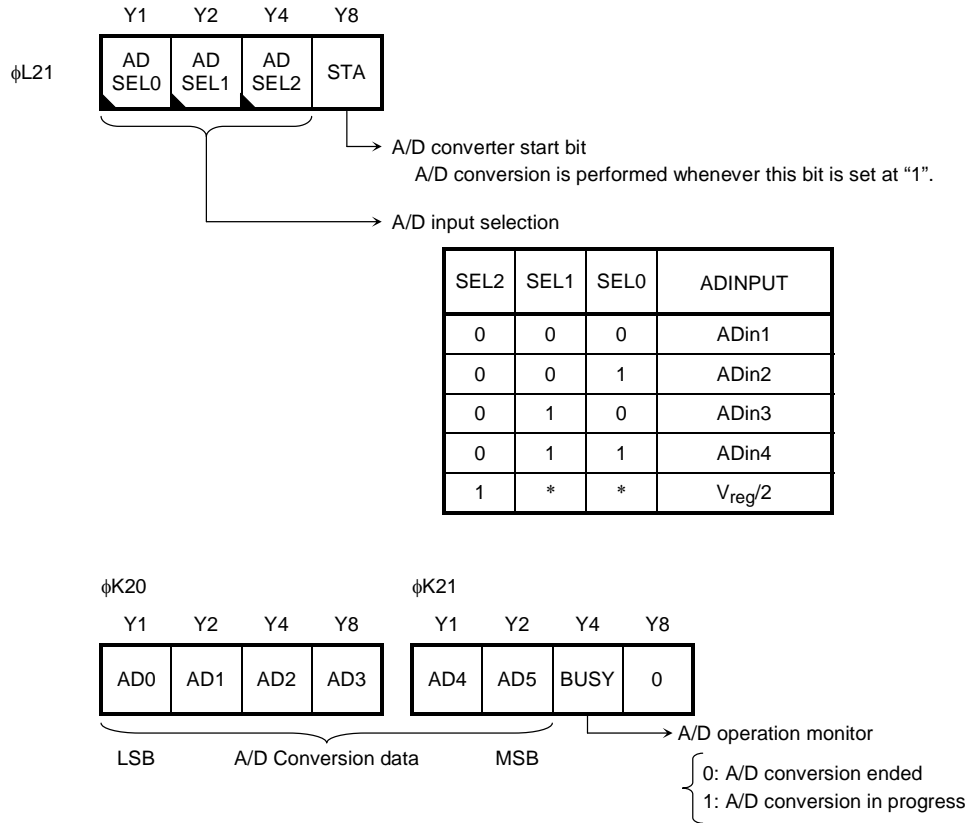 Y1 Y2 Y4 Y8
ϕL21
AD SEL0 AD SEL1 AD SEL2 STA
A/D converter start bit
A/D conversion is performed whenever this bit is set at “1”.
A/D input selection
SEL2 SEL1 SEL0 ADINPUT
0 0 0 ADin1
0 0 1 ADin2
0 1 0 ADin3
0 1 1 ADin4
1 * * Vreg/2
ϕK20 ϕK21
Y1 Y2 Y4 Y8 Y1 Y2 Y4 Y8
AD0 AD1 AD2 AD3 AD4 AD5 BUSY 0
A/D operation monitor
LSB A/D Conversion data MSB
0: A/D conversion ended
1: A/D conversion in progress